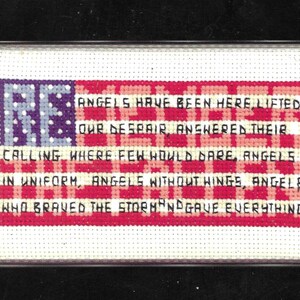 REMEMBER
ANGELS HAVE BEEN HERE, LIFTED
OUR DESPAIR, ANSWERED THEIR
CALLING, WHERE FEW WOULD DARE, ANGELS
IN UNIFORM, ANGELS WITHOUT WINGS, ANGELS
WHO BRAVED THE STORM AND GAVE EVERYTHING